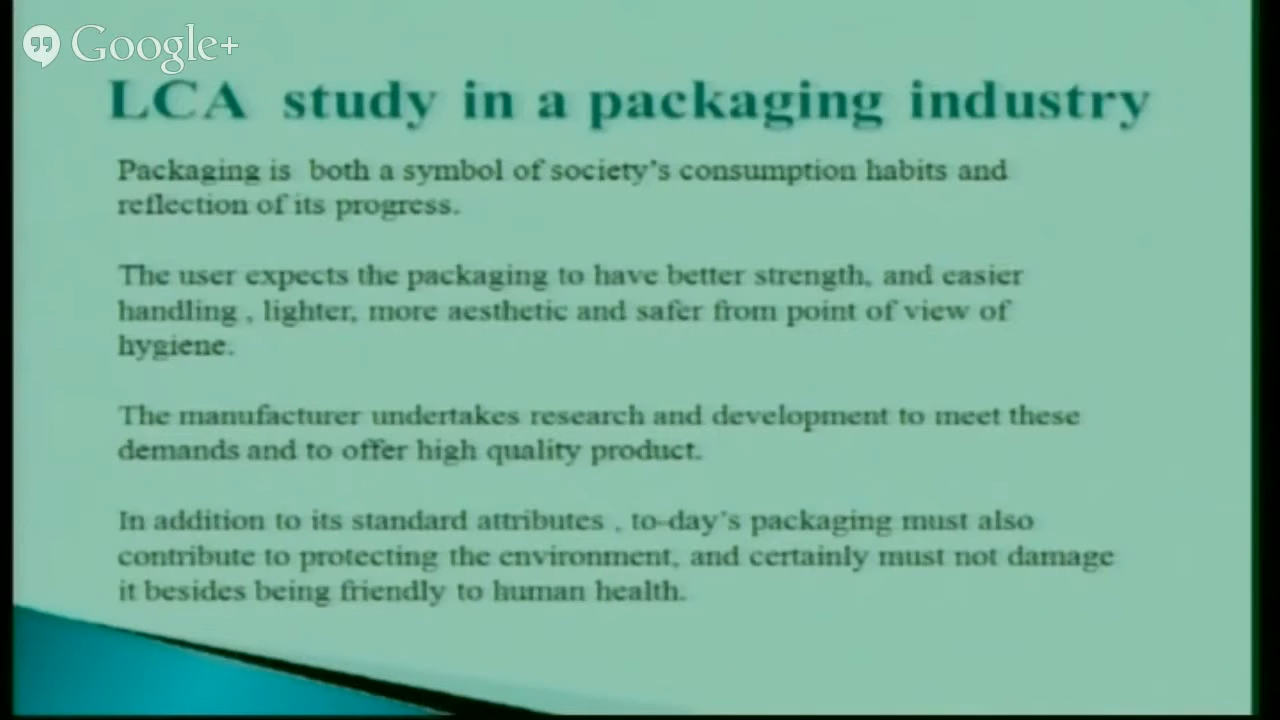 Google+
LCA study in a packaging industry
Packaging is both a symbol of society's consumption habits and
reflection of its progress.
The user expects the packaging to have better strength, and easier
handling , lighter, more aesthetic and safer from point of view of
hygiene.
The manufacturer undertakes research and development to meet these
demands and to offer high quality product.
In addition to its standard attributes , to-day's packaging must also
contribute to protecting the environment, and certainly must not damage
it besides being friendly to human health.